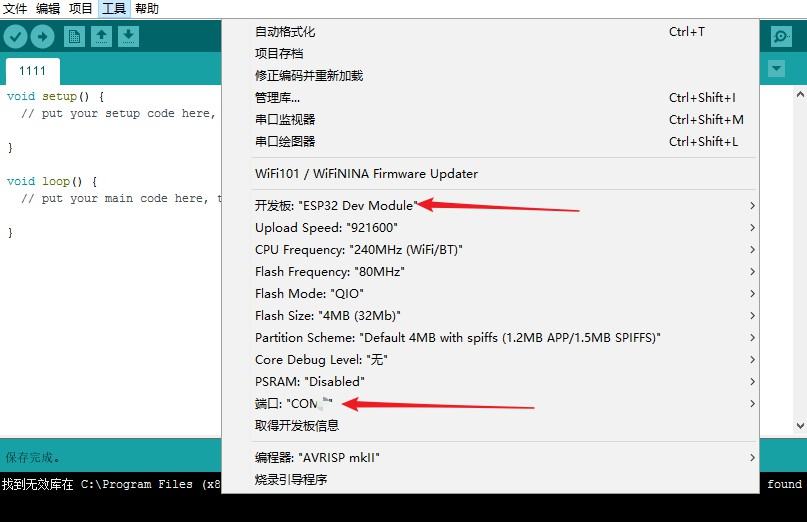 文件 编辑 项目 工具 帮助
自动格式化 Ctrl+T
项目存档
修正编码并重新加载
管理库... Ctrl+Shift+I
串口监视器 Ctrl+Shift+M
串口绘图器 Ctrl+Shift+L
WiFi101 / WiFiNINA Firmware Updater
开发板: "ESP32 Dev Module"
Upload Speed: "921600"
CPU Frequency: "240MHz (WiFi/BT)"
Flash Frequency: "80MHz"
Flash Mode: "QIO"
Flash Size: "4MB (32Mb)"
Partition Scheme: "Default 4MB with spiffs (1.2MB APP/1.5MB SPIFFS)"
Core Debug Level: "无"
PSRAM: "Disabled"
端口: "COM"
取得开发板信息
编程器: "AVRISP mkII"
烧录引导程序
1111
void setup() {
// put your setup code here,
}
void loop() {
// put your main code here, t
}
保存完成。
找到无效库在 C:\Program Files (x8
found